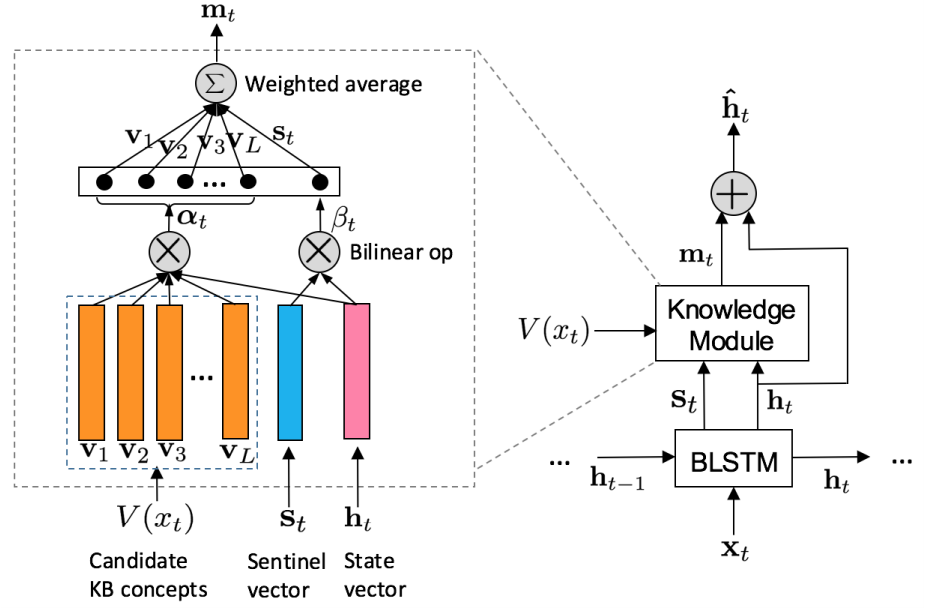 m_t
Σ Weighted average
v_1 v_2 v_3 v_L s_t
...
α_t β_t
Bilinear op
...
v_1 v_2 v_3 v_L
V(x_t) s_t h_t
Candidate
KB concepts
Sentinel
vector
State
vector
ĥ_t
+
m_t
Knowledge
Module
V(x_t)
s_t h_t
... h_{t−1} BLSTM h_t ...
x_t